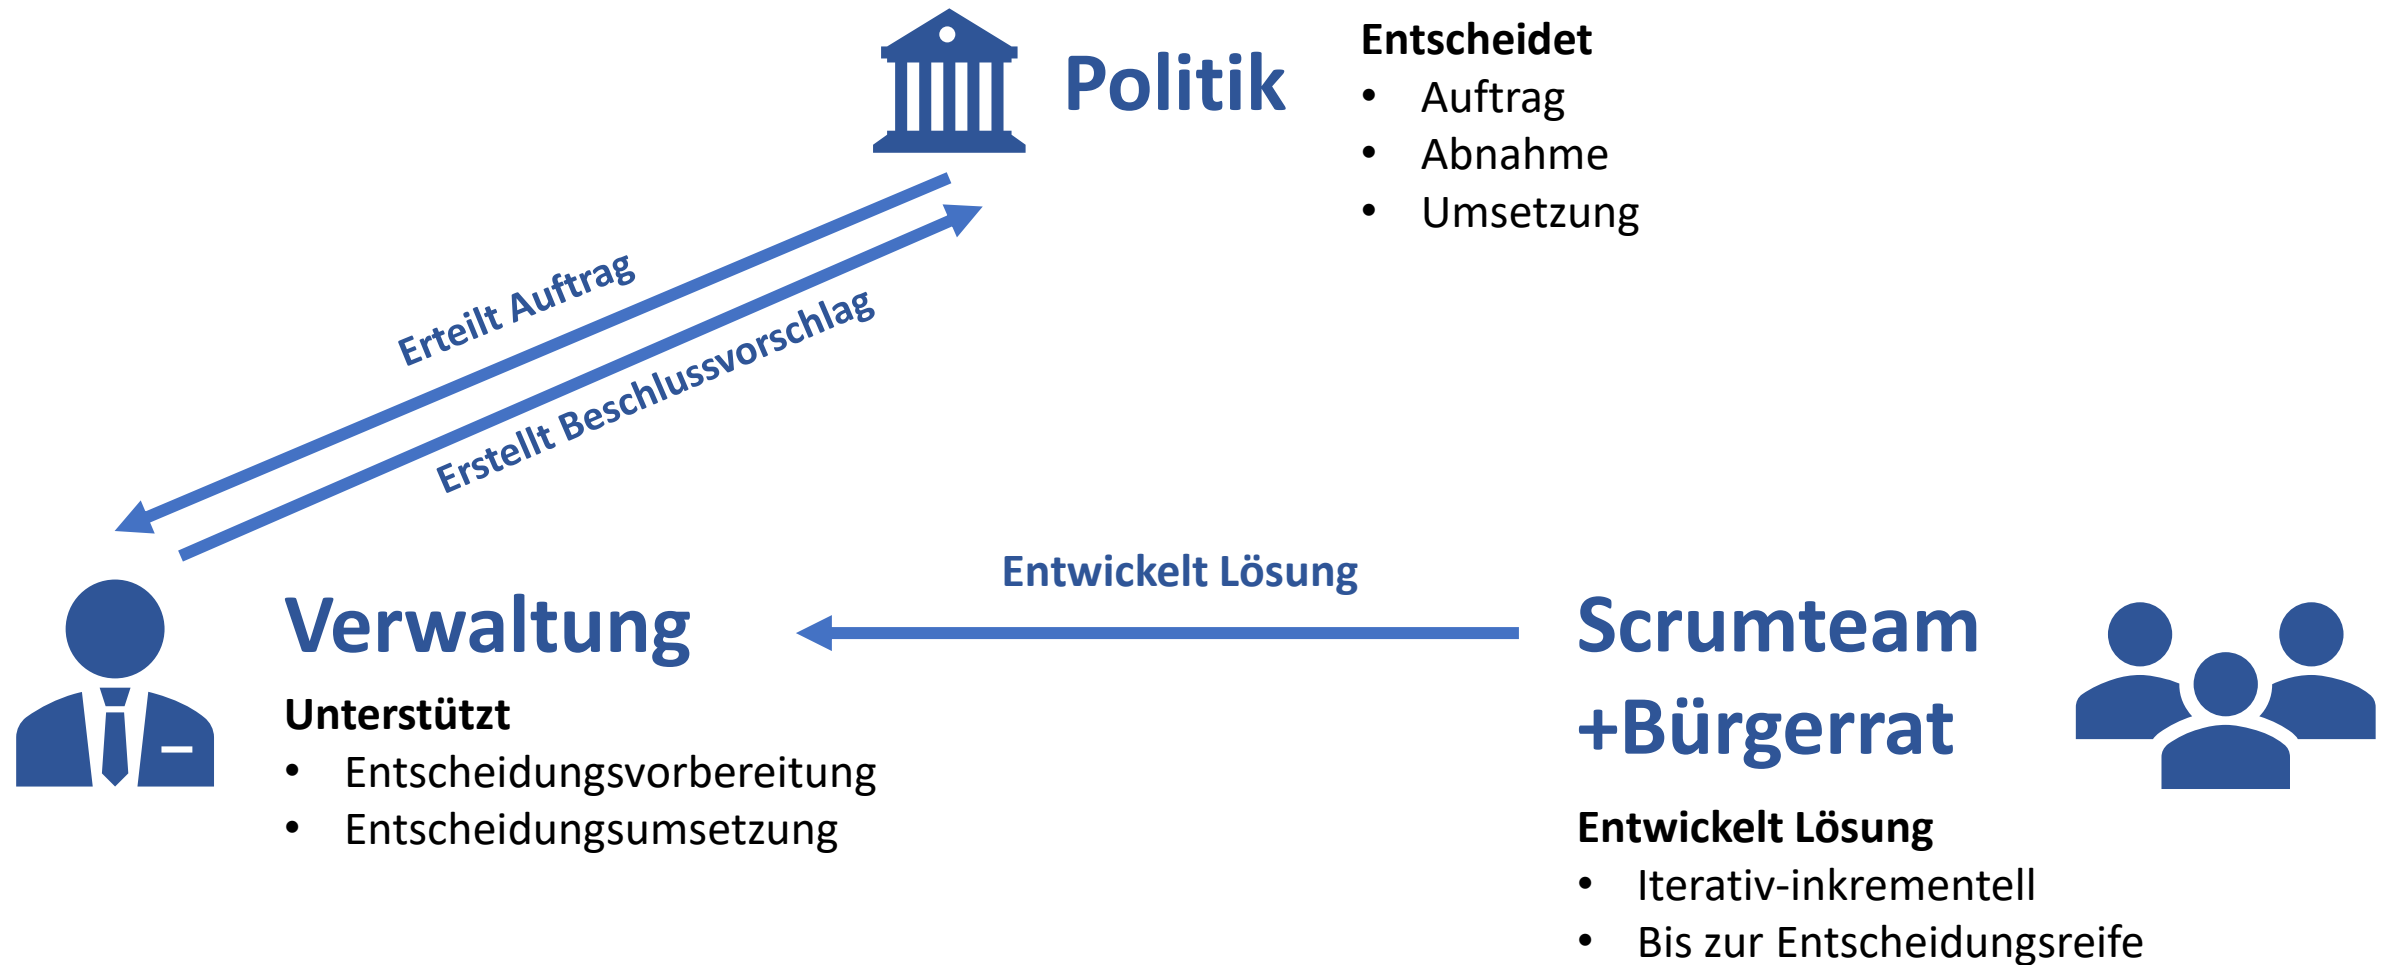 Politik
Entscheidet
• Auftrag
• Abnahme
• Umsetzung
Erteilt Auftrag
Erstellt Beschlussvorschlag
Entwickelt Lösung
Verwaltung
Unterstützt
• Entscheidungsvorbereitung
• Entscheidungsumsetzung
Scrumteam
+Bürgerrat
Entwickelt Lösung
• Iterativ-inkrementell
• Bis zur Entscheidungsreife